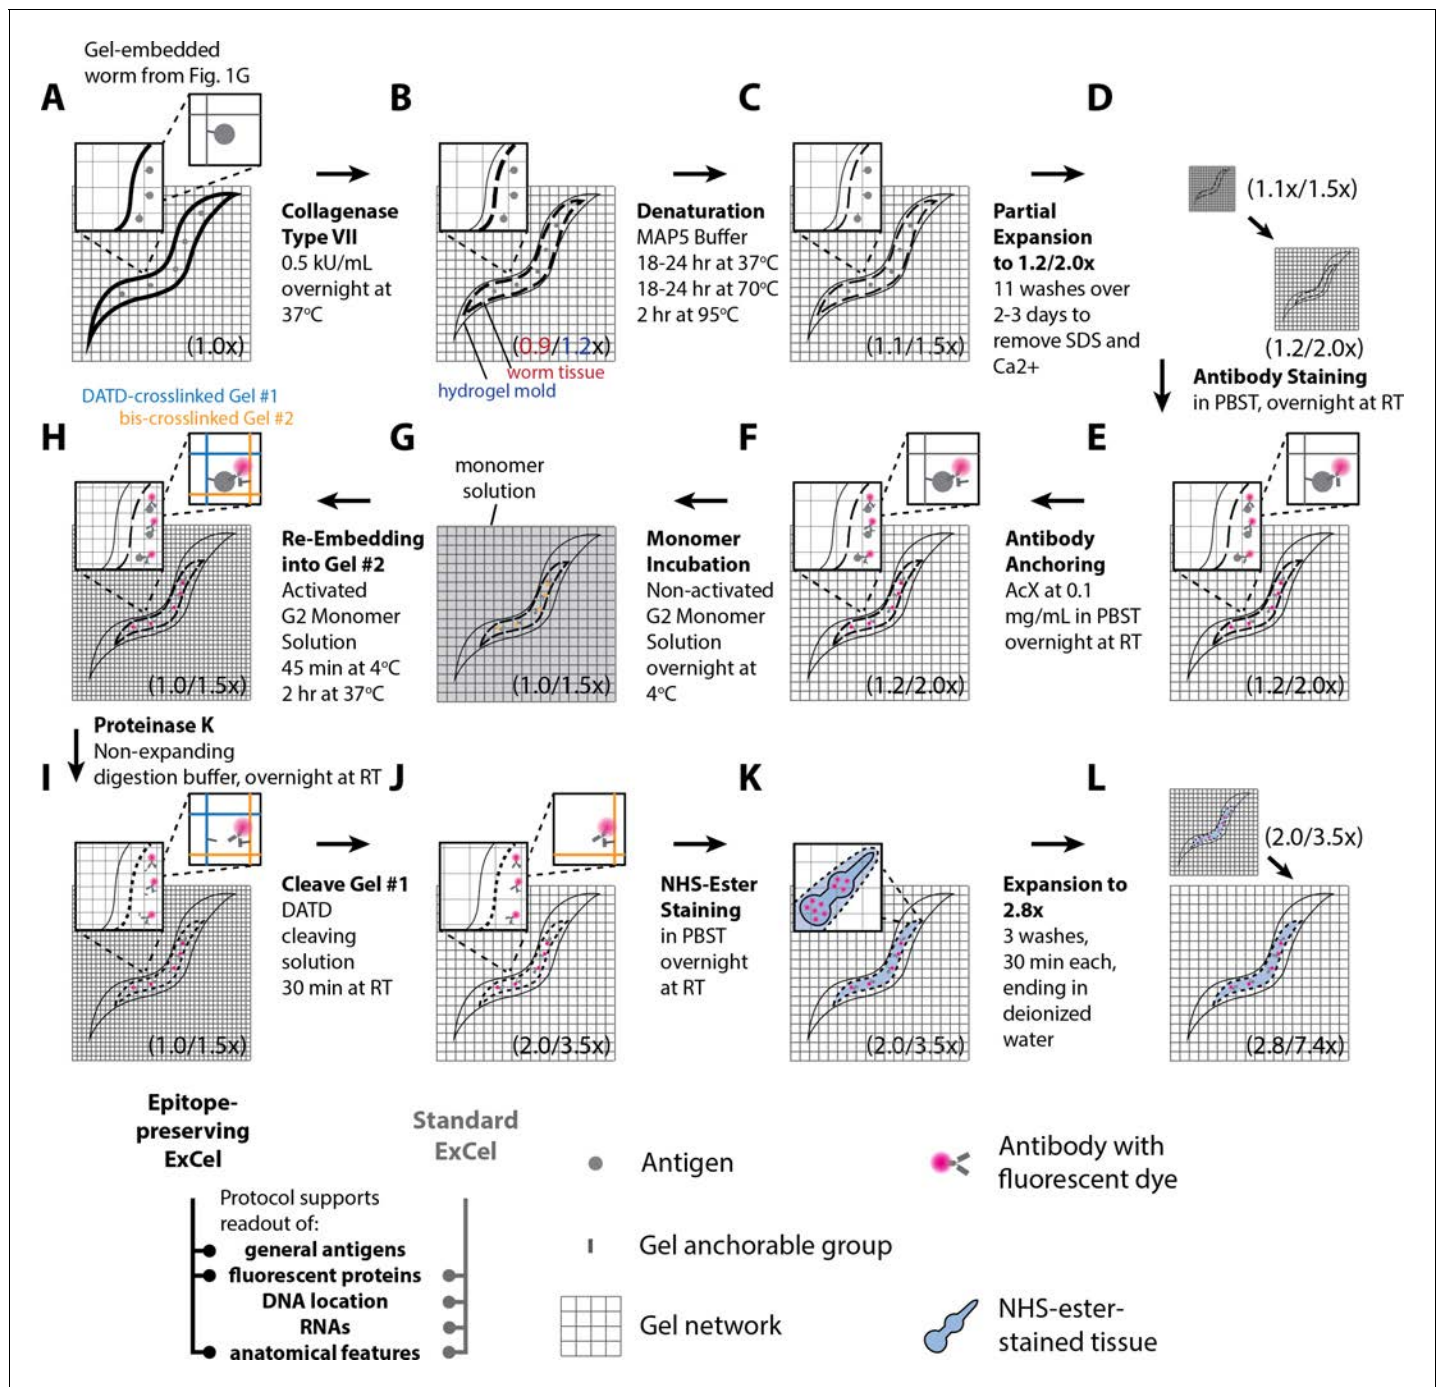 Gel-embedded
worm from Fig. 1G
A
B
C
D
Collagenase
Type VII
0.5 kU/mL
overnight at
37°C
(1.0x)
Denaturation
MAP5 Buffer
18-24 hr at 37°C
18-24 hr at 70°C
2 hr at 95°C
(0.9/1.2x)
worm tissue
hydrogel mold
Partial
Expansion
to 1.2/2.0x
11 washes over
2-3 days to
remove SDS and
Ca2+
(1.1/1.5x)
(1.1x/1.5x)
(1.2/2.0x)
Antibody Staining
in PBST, overnight at RT
DATD-crosslinked Gel #1
bis-crosslinked Gel #2
H
G
F
E
monomer
solution
Re-Embedding
into Gel #2
Activated
G2 Monomer
Solution
45 min at 4°C
2 hr at 37°C
(1.0/1.5x)
(1.0/1.5x)
Monomer
Incubation
Non-activated
G2 Monomer
Solution
overnight at
4°C
(1.2/2.0x)
Antibody
Anchoring
AcX at 0.1
mg/mL in PBST
overnight at RT
(1.2/2.0x)
Proteinase K
Non-expanding
digestion buffer, overnight at RT
I
J
K
L
Cleave Gel #1
DATD
cleaving
solution
30 min at RT
(1.0/1.5x)
(2.0/3.5x)
NHS-Ester
Staining
in PBST
overnight
at RT
(2.0/3.5x)
Expansion to
2.8x
3 washes,
30 min each,
ending in
deionized
water
(2.0/3.5x)
(2.8/7.4x)
Epitope-
preserving
ExCel
Standard
ExCel
Protocol supports
readout of:
general antigens
fluorescent proteins
DNA location
RNAs
anatomical features
Antigen
Gel anchorable group
Gel network
Antibody with
fluorescent dye
NHS-ester-
stained tissue